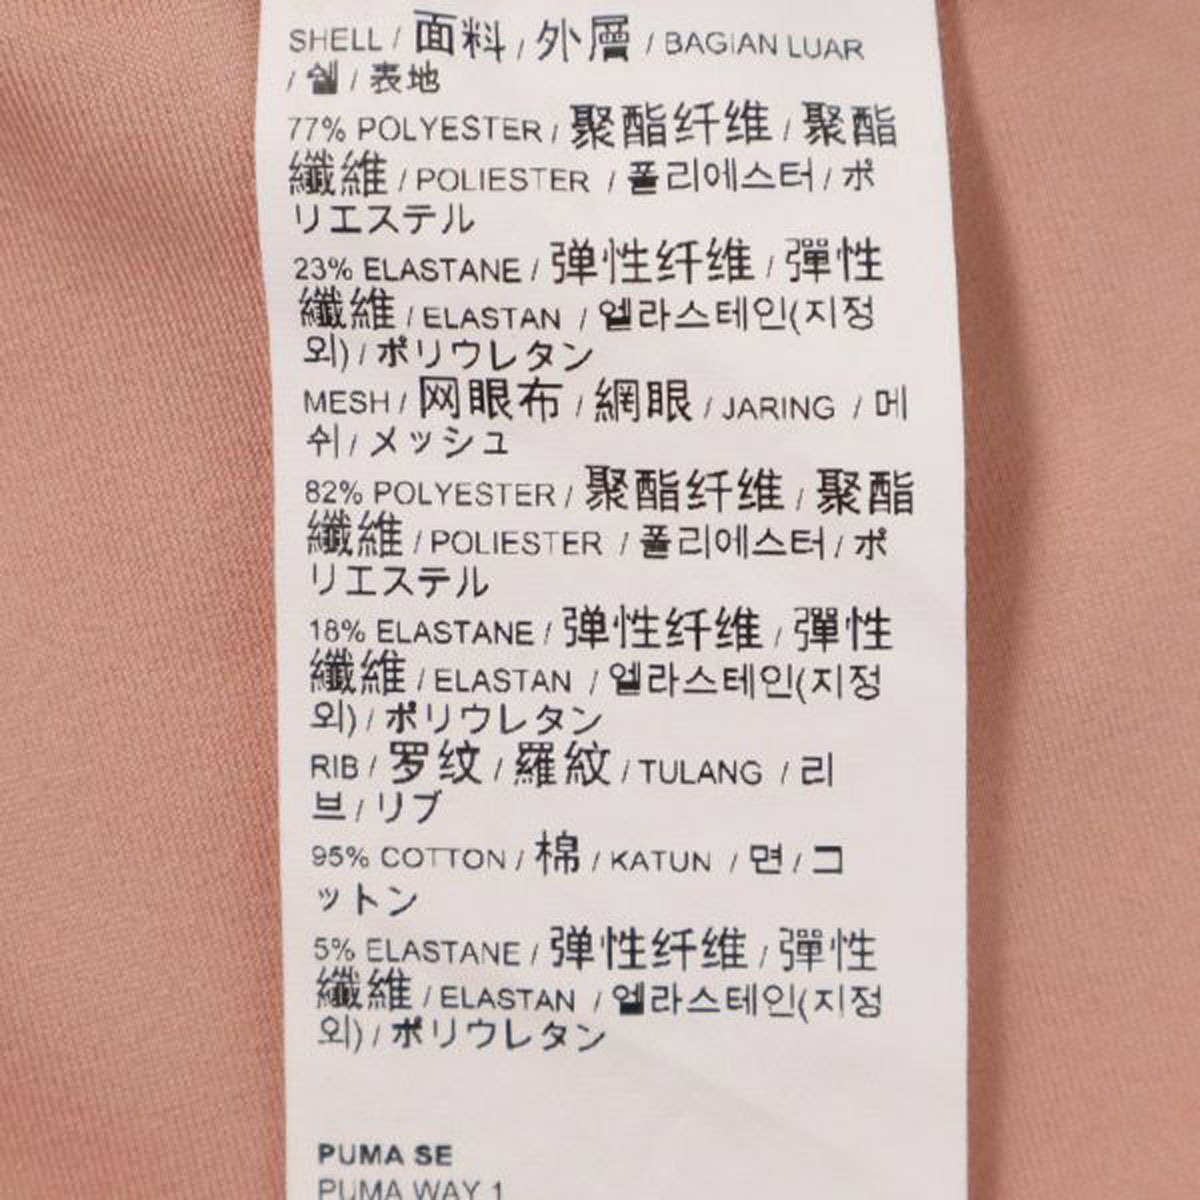 SHELL / 面料 , 外層 / BAGIAN LUAR
/ 쉘 / 表地
77% POLYESTER / 聚酯纤维 / 聚酯
纖維 / POLIESTER / 폴리에스터 / ポ
リエステル
23% ELASTANE / 弹性纤维 / 彈性
纖維 / ELASTAN / 엘라스테인(지정
외) / ポリウレタン
MESH / 网眼布 / 網眼 / JARING / 메
쉬 / メッシュ
82% POLYESTER / 聚酯纤维 / 聚酯
纖維 / POLIESTER / 폴리에스터 / ポ
リエステル
18% ELASTANE / 弹性纤维 / 彈性
纖維 / ELASTAN / 엘라스테인(지정
외) / ポリウレタン
RIB / 罗纹 / 羅紋 / TULANG / 리
브 / リブ
95% COTTON / 棉 / KATUN / 면 / コ
ットン
5% ELASTANE / 弹性纤维 / 彈性
纖維 / ELASTAN / 엘라스테인(지정
외) / ポリウレタン
PUMA SE
PUMA WAY 1